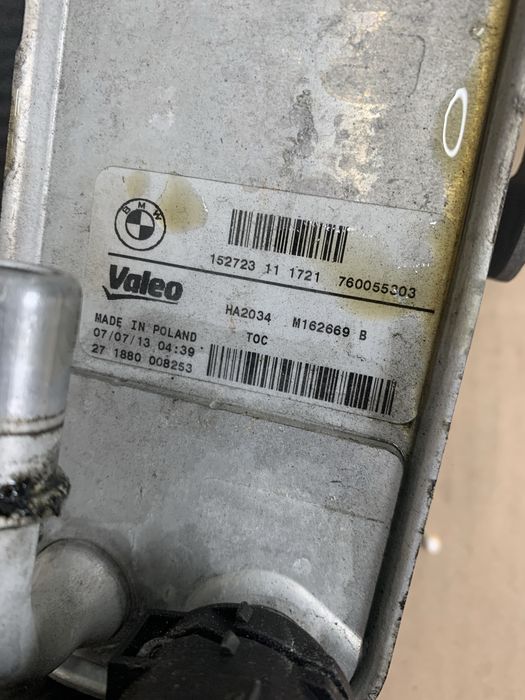 BMW
152723 11 1721 760055303
Valeo
HA2034 M162669 B
MADE IN POLAND TOC
07/07/13 04:39
27 1880 008253